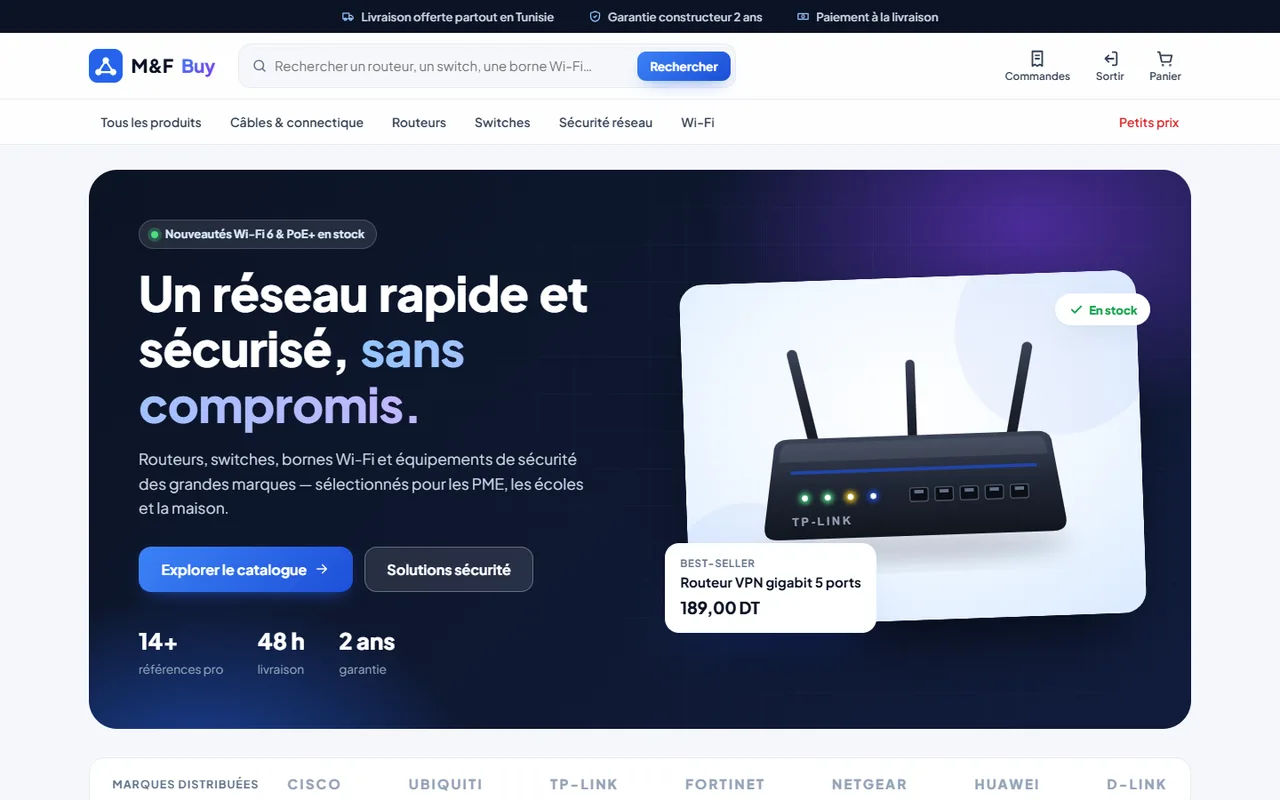 Livraison offerte partout en Tunisie
Garantie constructeur 2 ans
Paiement à la livraison
M&F Buy
Rechercher un routeur, un switch, une borne Wi-Fi...
Rechercher
Commandes
Sortir
Panier
Tous les produits
Câbles & connectique
Routeurs
Switches
Sécurité réseau
Wi-Fi
Petits prix
Nouveautés Wi-Fi 6 & PoE+ en stock
Un réseau rapide et
sécurisé, sans
compromis.
Routeurs, switches, bornes Wi-Fi et équipements de sécurité
des grandes marques — sélectionnés pour les PME, les écoles
et la maison.
Explorer le catalogue →
Solutions sécurité
14+
références pro
48 h
livraison
2 ans
garantie
En stock
TP-LINK
BEST-SELLER
Routeur VPN gigabit 5 ports
189,00 DT
MARQUES DISTRIBUÉES
CISCO
UBIQUITI
TP-LINK
FORTINET
NETGEAR
HUAWEI
D-LINK